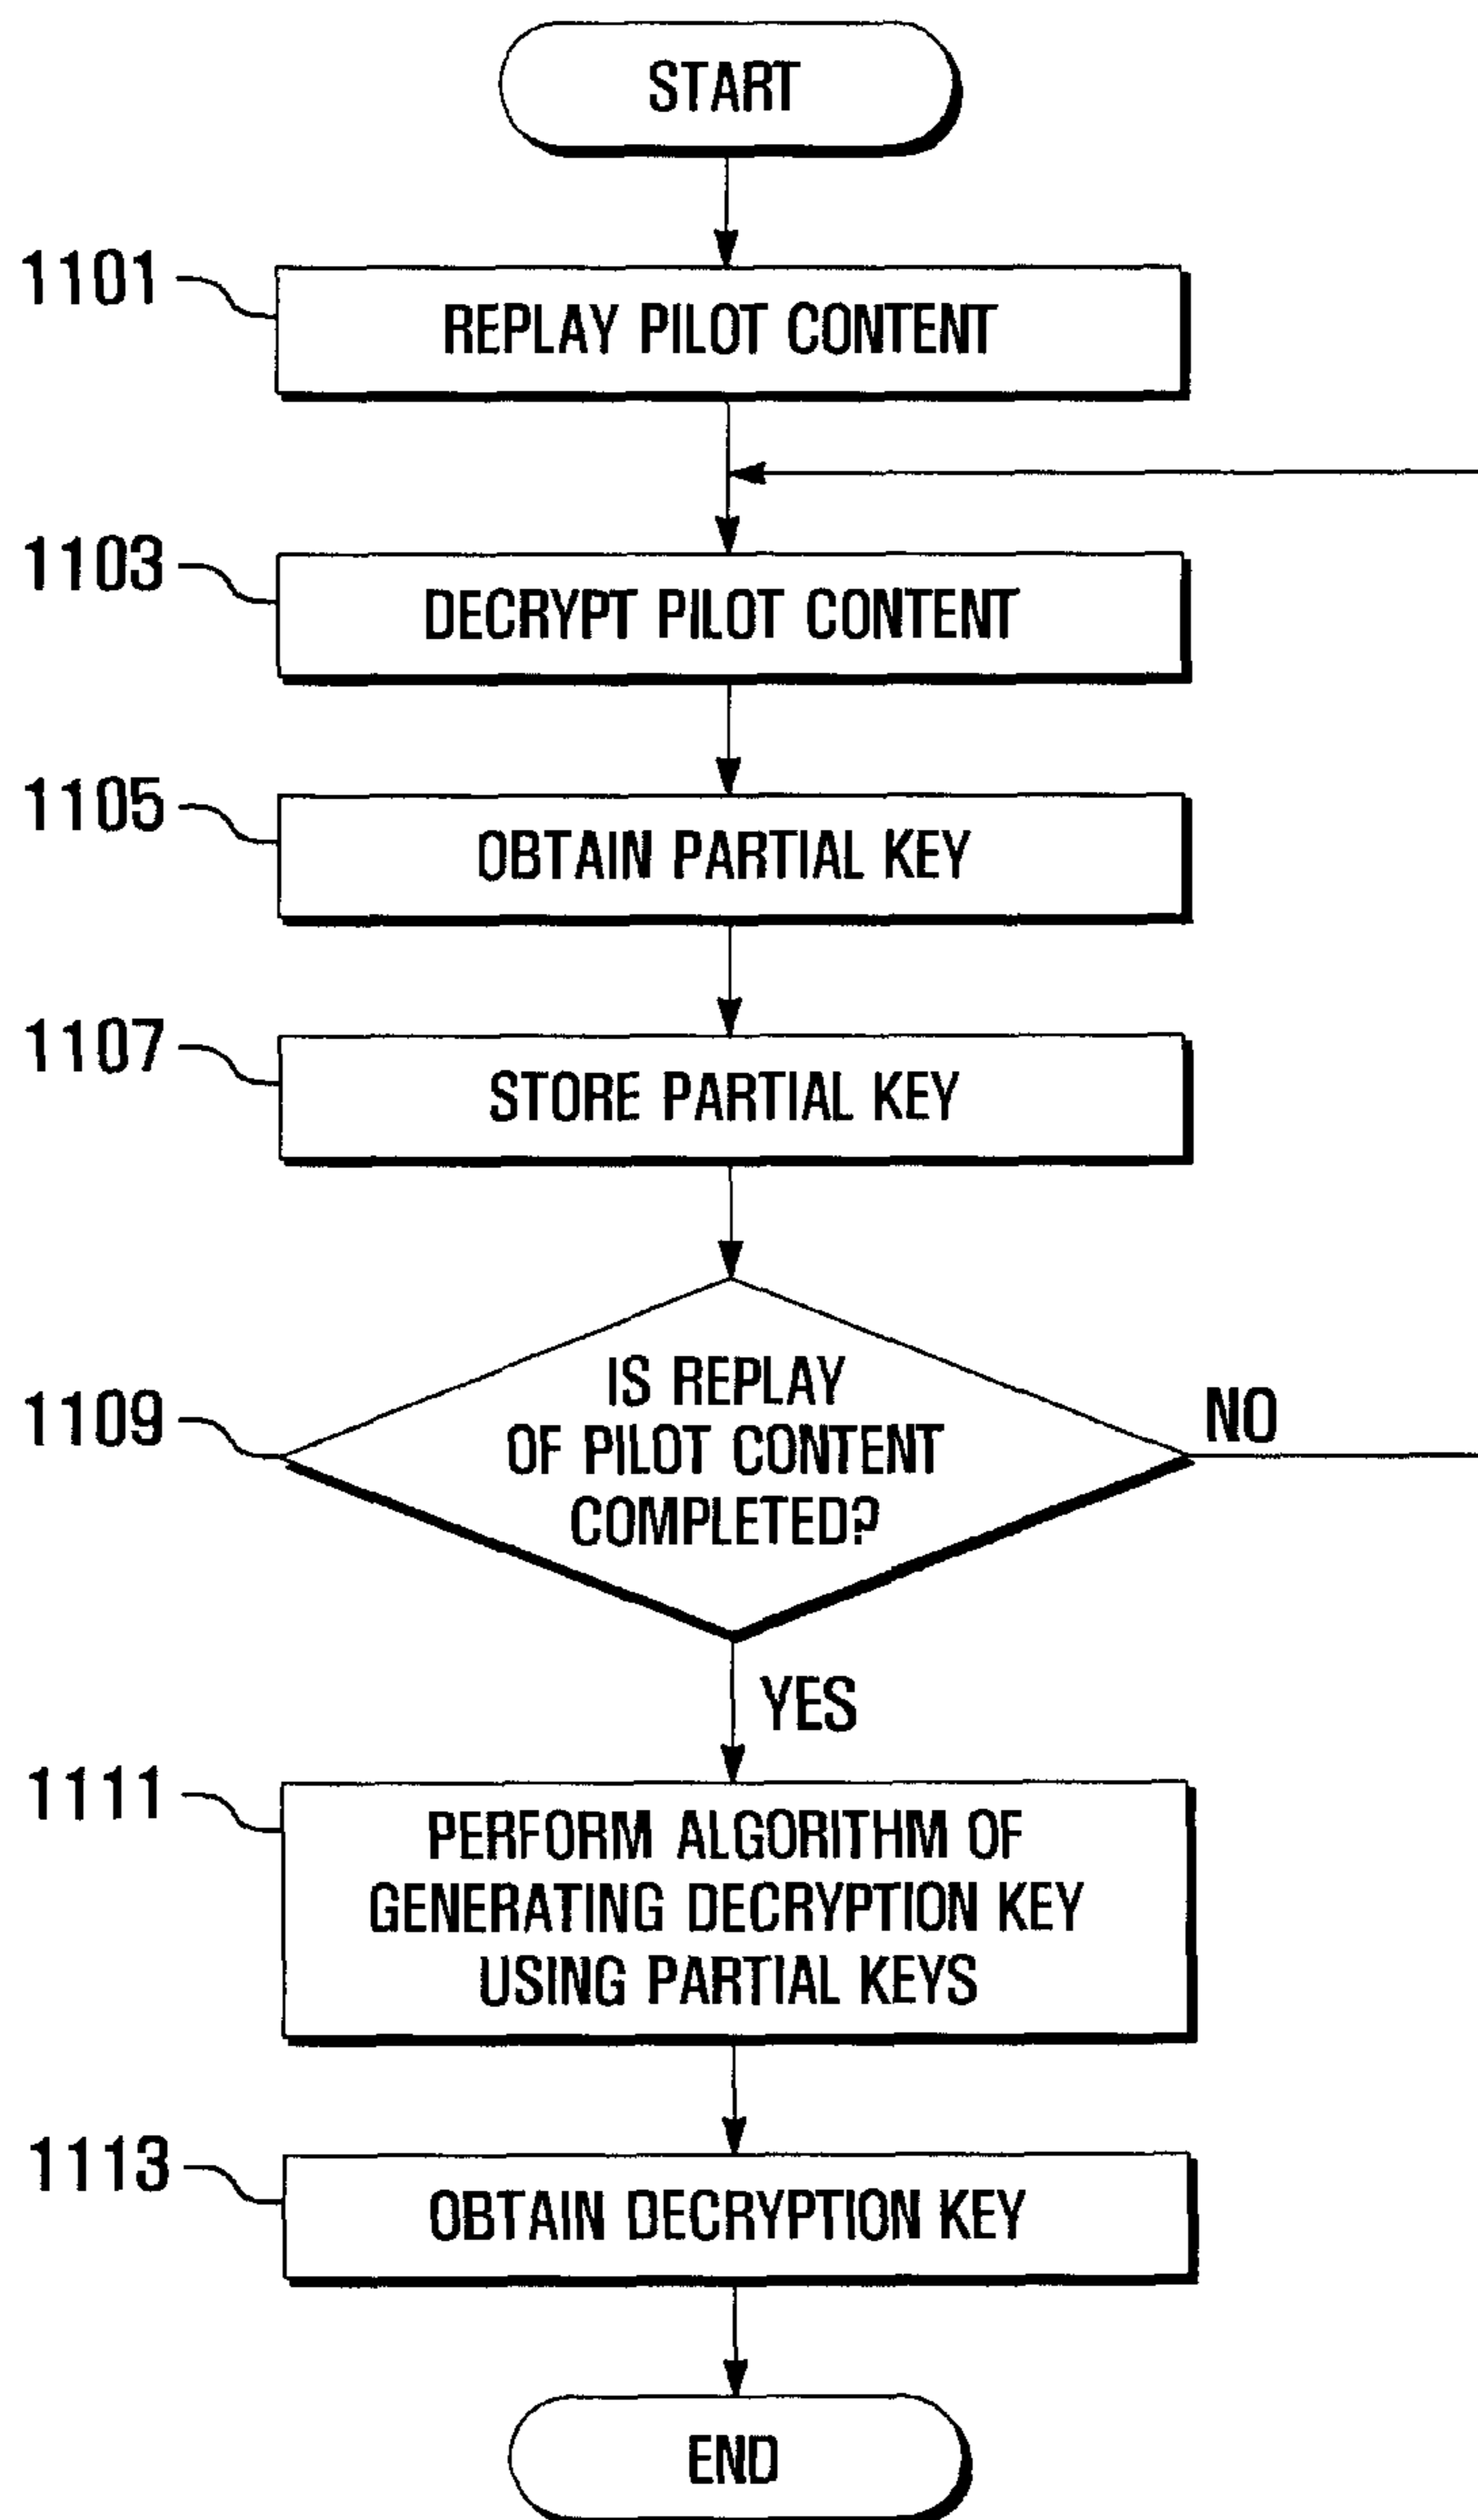 START
1101
REPLAY PILOT CONTENT
1103
DECRYPT PILOT CONTENT
1105
OBTAIN PARTIAL KEY
1107
STORE PARTIAL KEY
1109
IS REPLAY
OF PILOT CONTENT
COMPLETED?
NO
YES
1111
PERFORM ALGORITHM OF
GENERATING DECRYPTION KEY
USING PARTIAL KEYS
1113
OBTAIN DECRYPTION KEY
END